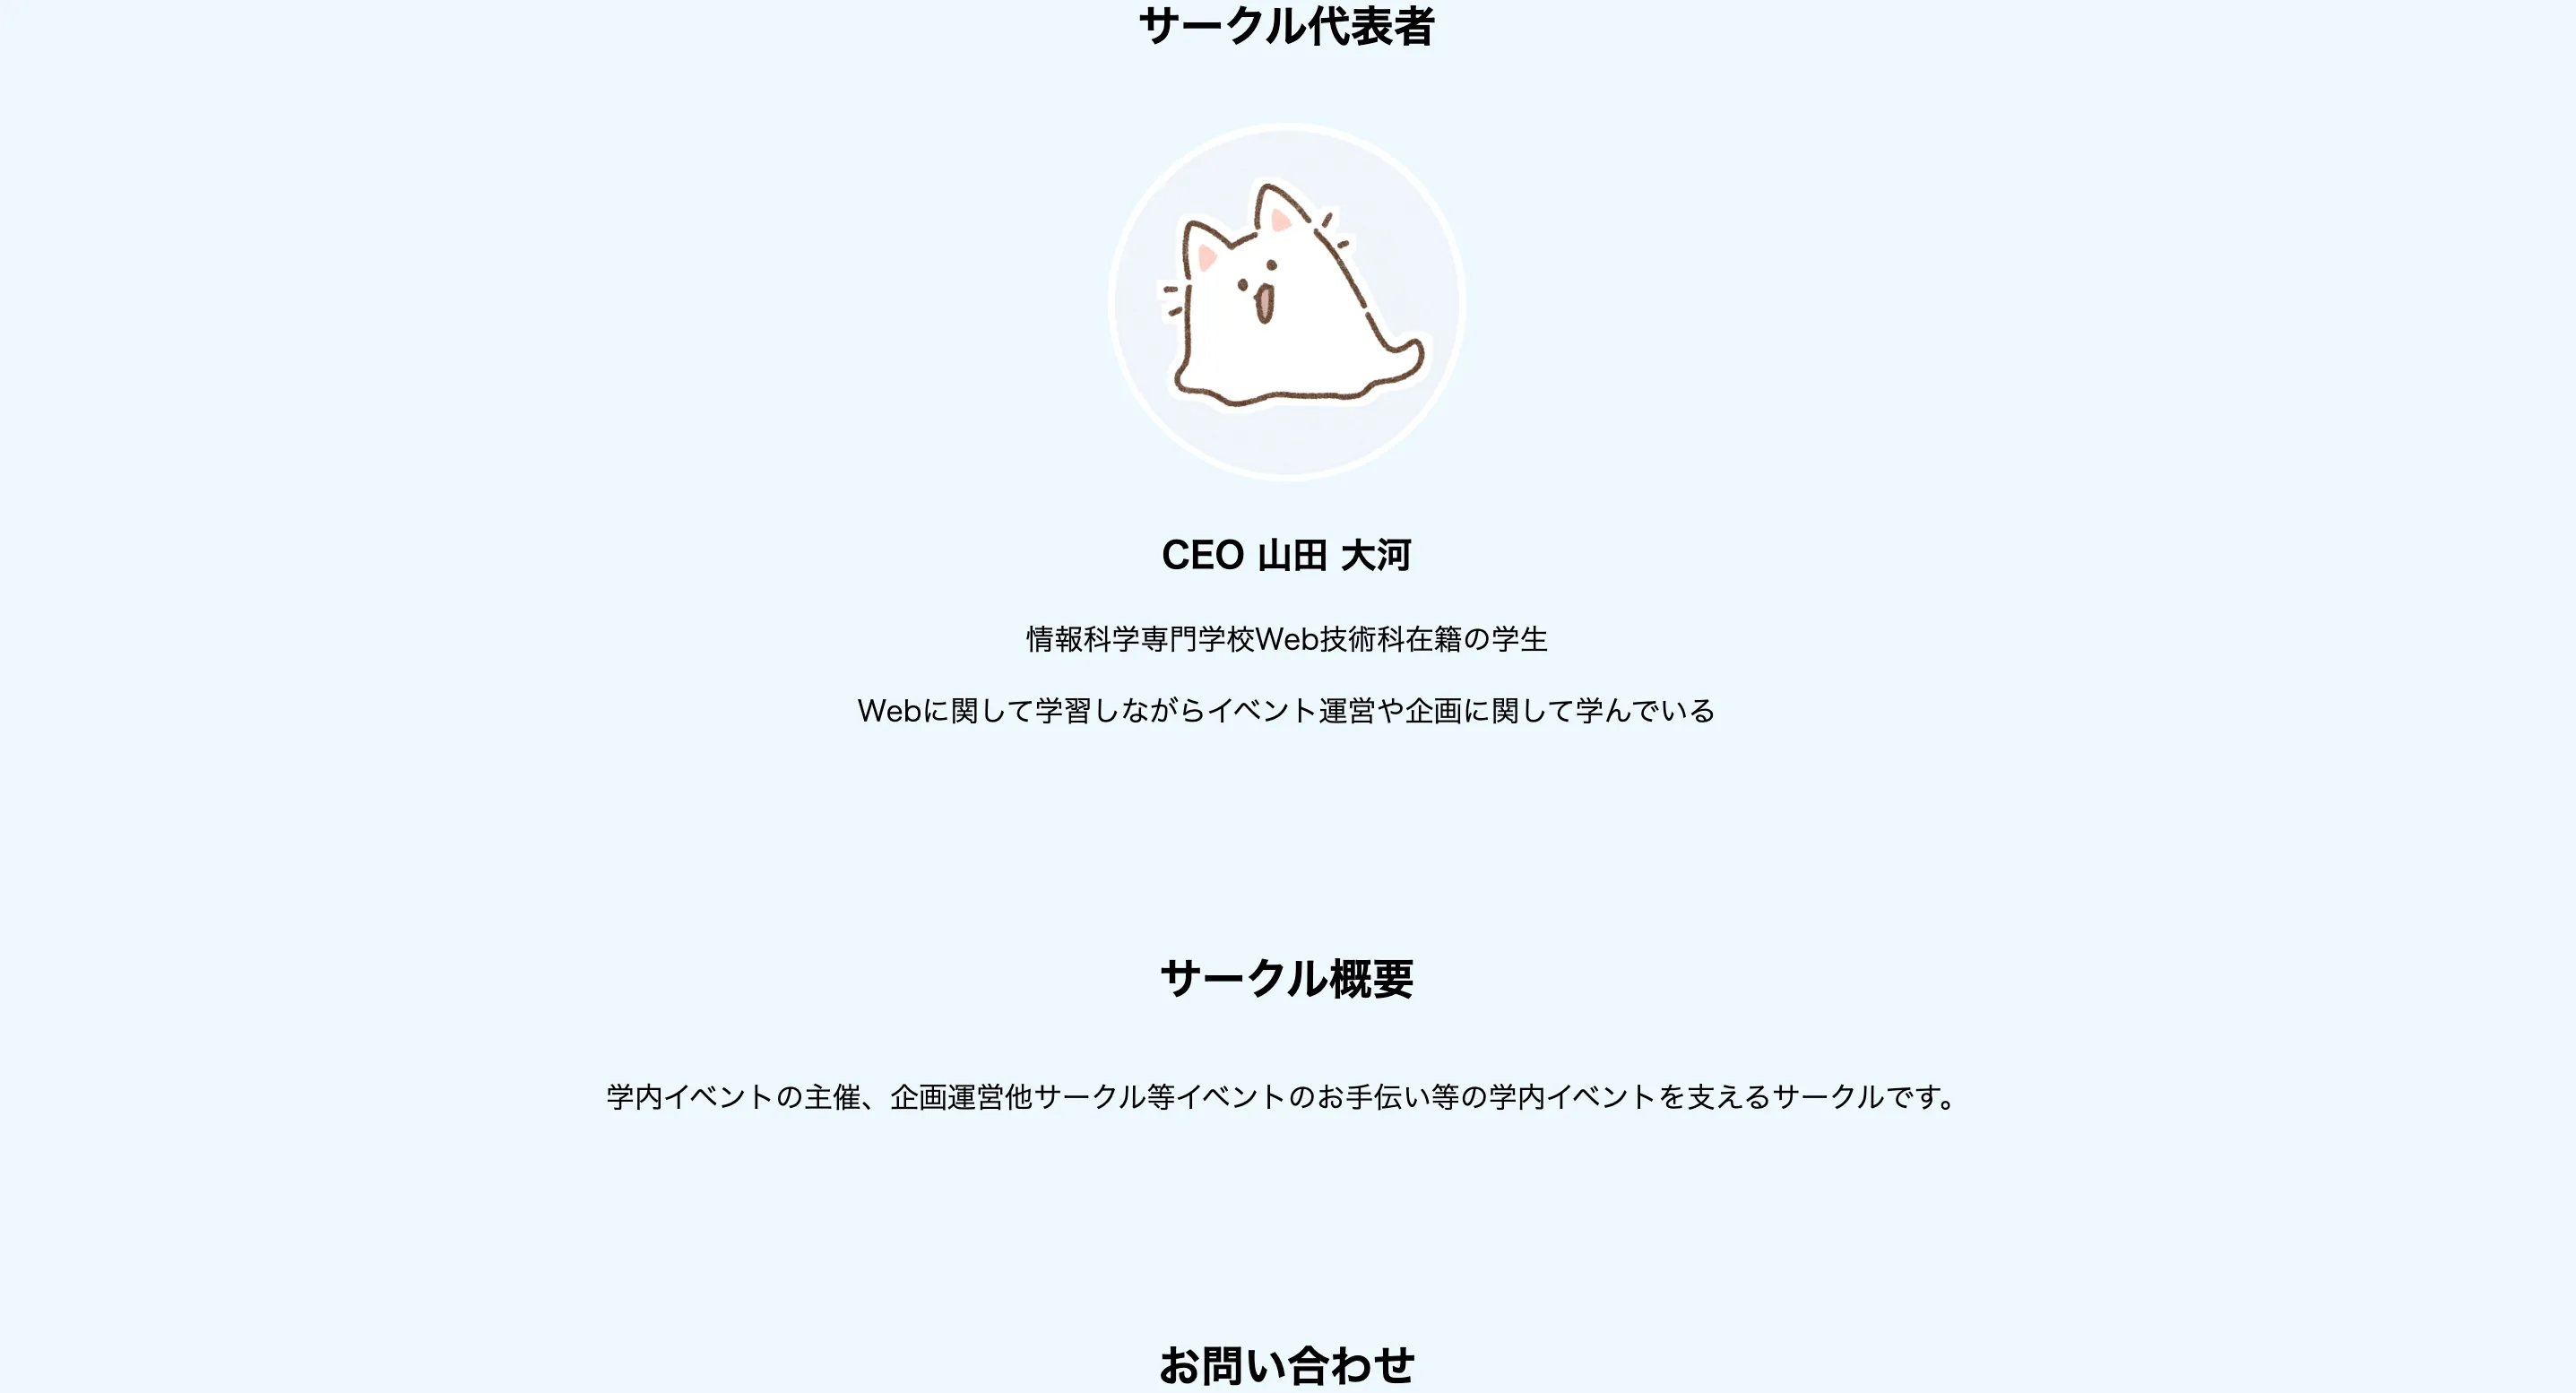 サークル代表者
CEO 山田 大河
情報科学専門学校Web技術科在籍の学生
Webに関して学習しながらイベント運営や企画に関して学んでいる
サークル概要
学内イベントの主催、企画運営他サークル等イベントのお手伝い等の学内イベントを支えるサークルです。
お問い合わせ